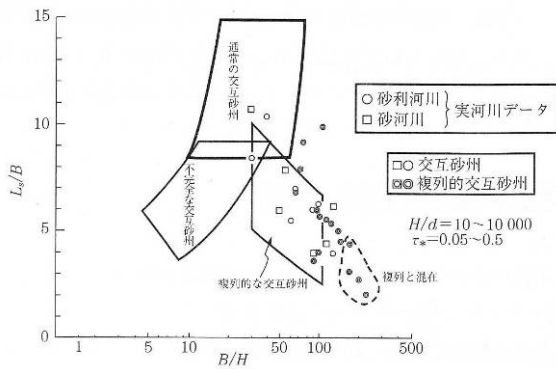 15
10
5
0
Ls/B
1
5
10
50
100
500
B/H
通常の交互砂州
不完全な交互砂州
複列的な交互砂州
複列と混在
○ 砂利河川
□ 砂河川
実河川データ
□○ 交互砂州
複列的交互砂州
H/d=10～10 000
τ*=0.05～0.5